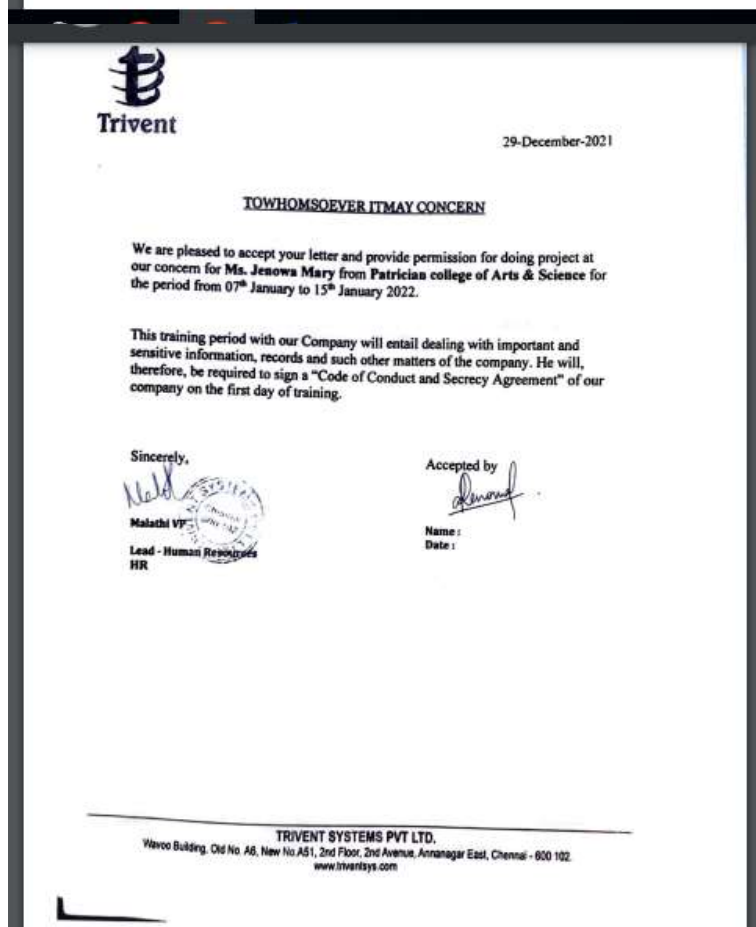 Trivent
29-December-2021
TOWHOMSOEVER ITMAY CONCERN
We are pleased to accept your letter and provide permission for doing project at
our concern for Ms. Jenowa Mary from Patrician college of Arts & Science for
the period from 07th January to 15th January 2022.
This training period with our Company will entail dealing with important and
sensitive information, records and such other matters of the company. He will,
therefore, be required to sign a "Code of Conduct and Secrecy Agreement" of our
company on the first day of training.
Sincerely,
Malathi VP
Lead - Human Resources
HR
Accepted by
Name :
Date :
TRIVENT SYSTEMS PVT LTD.
Wavoo Building, Old No. A6, New No.A51, 2nd Floor, 2nd Avenue, Annanagar East, Chennai - 600 102.
www.triventsys.com